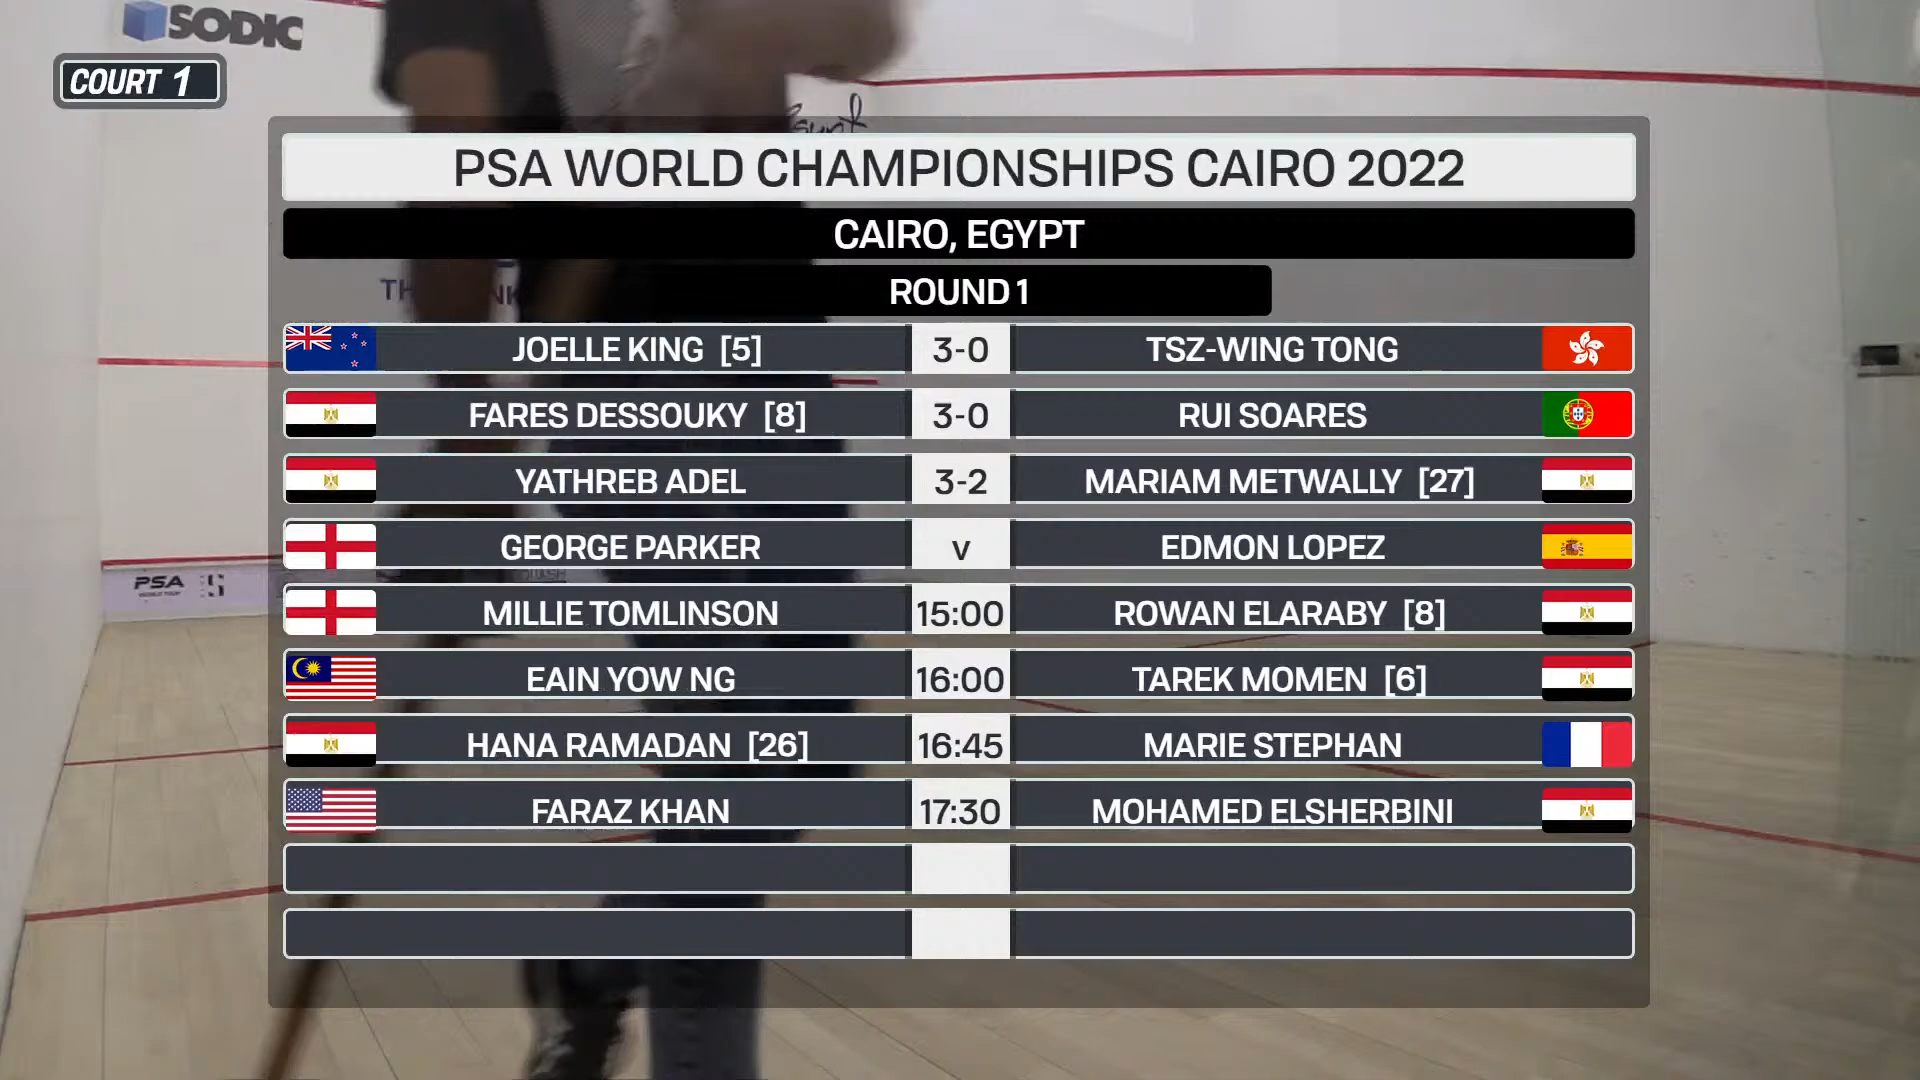 SODIC
COURT 1
PSA WORLD CHAMPIONSHIPS CAIRO 2022
CAIRO, EGYPT
ROUND 1
JOELLE KING [5] 3-0 TSZ-WING TONG
FARES DESSOUKY [8] 3-0 RUI SOARES
YATHREB ADEL 3-2 MARIAM METWALLY [27]
GEORGE PARKER v EDMON LOPEZ
PSA
MILLIE TOMLINSON 15:00 ROWAN ELARABY [8]
EAIN YOW NG 16:00 TAREK MOMEN [6]
HANA RAMADAN [26] 16:45 MARIE STEPHAN
FARAZ KHAN 17:30 MOHAMED ELSHERBINI